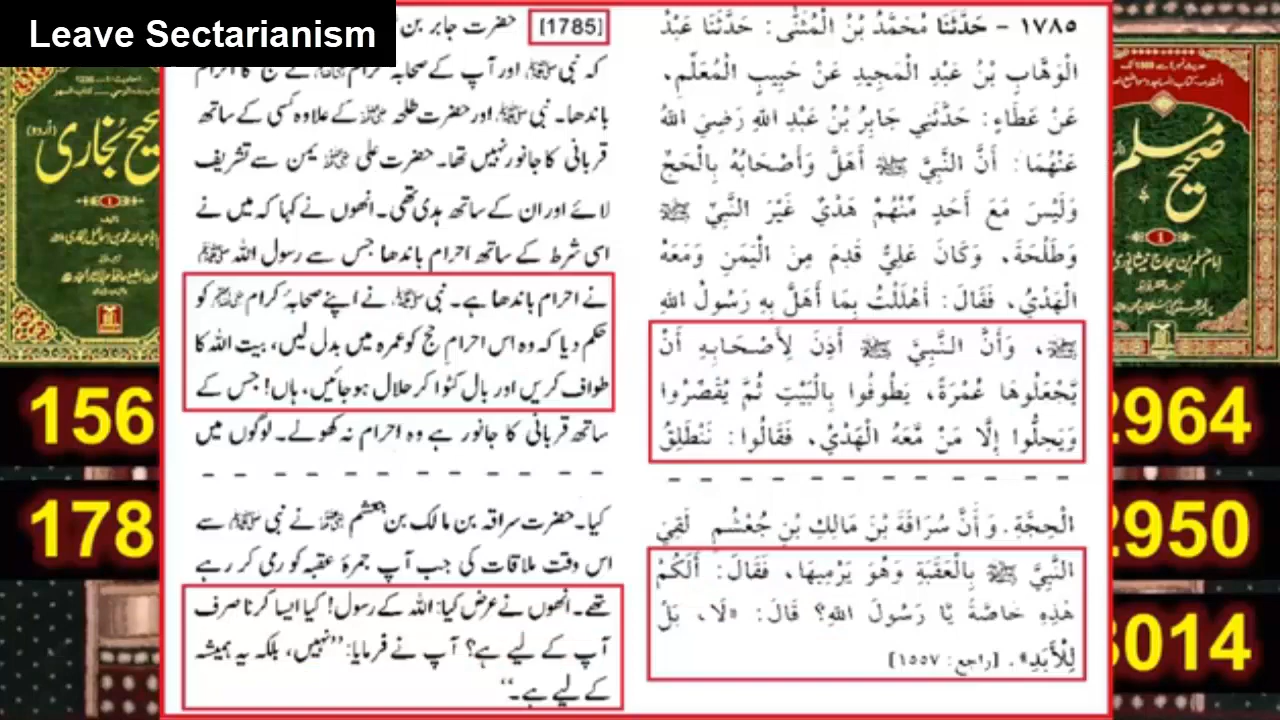 Leave Sectarianism
[1785] حضرت جابر بن
کہ نبی ﷺ اور آپ کے صحابہ کرام نے حج کا احرام
باندھا۔ نبی ﷺ اور حضرت طلحہ کے علاوہ کسی کے ساتھ
قربانی کا جانور نہیں تھا۔ حضرت علی یمن سے تشریف
لائے اور ان کے ساتھ ہدی تھی۔ انھوں نے کہا کہ میں نے
اسی شرط کے ساتھ احرام باندھا جس سے رسول اللہ ﷺ
نے احرام باندھا ہے۔ نبی ﷺ نے اپنے صحابۂ کرام کو
حکم دیا کہ وہ اس احرامِ حج کو عمرہ میں بدل لیں، بیت اللہ کا
طواف کریں اور بال کٹوا کر حلال ہو جائیں، ہاں! جس کے
ساتھ قربانی کا جانور ہے وہ احرام نہ کھولے۔ لوگوں میں
کیا۔ حضرت سراقہ بن مالک بن جعشم نے نبی ﷺ سے
اس وقت ملاقات کی جب آپ جمرۂ عقبہ کو رمی کر رہے
تھے۔ انھوں نے عرض کیا: اللہ کے رسول! کیا ایسا کرنا صرف
آپ کے لیے ہے؟ آپ نے فرمایا: ’’نہیں، بلکہ یہ ہمیشہ
کے لیے ہے۔‘‘
١٧٨٥ - حَدَّثَنَا مُحَمَّدُ بْنُ الْمُثَنَّى: حَدَّثَنَا عَبْدُ
الْوَهَّابِ بْنُ عَبْدِ الْمَجِيدِ عَنْ حَبِيبٍ الْمُعَلِّمِ،
عَنْ عَطَاءٍ: حَدَّثَنِي جَابِرُ بْنُ عَبْدِ اللهِ رَضِيَ اللهُ
عَنْهُمَا: أَنَّ النَّبِيَّ ﷺ أَهَلَّ وَأَصْحَابُهُ بِالْحَجِّ
وَلَيْسَ مَعَ أَحَدٍ مِّنْهُمْ هَدْيٌ غَيْرَ النَّبِيِّ ﷺ
وَطَلْحَةَ، وَكَانَ عَلِيٌّ قَدِمَ مِنَ الْيَمَنِ وَمَعَهُ
الْهَدْيُ، فَقَالَ: أَهْلَلْتُ بِمَا أَهَلَّ بِهِ رَسُولُ اللهِ
ﷺ، وَأَنَّ النَّبِيَّ ﷺ أَذِنَ لِأَصْحَابِهِ أَنْ
يَّجْعَلُوهَا عُمْرَةً، يَطُوفُوا بِالْبَيْتِ ثُمَّ يُقَصِّرُوا
وَيَحِلُّوا إِلَّا مَنْ مَّعَهُ الْهَدْيُ، فَقَالُوا: نَنْطَلِقُ
الْحِجَّةِ. وَأَنَّ سُرَاقَةَ بْنَ مَالِكِ بْنِ جُعْشُمٍ لَقِيَ
النَّبِيَّ ﷺ بِالْعَقَبَةِ وَهُوَ يَرْمِيهَا، فَقَالَ: أَلَكُمْ
هٰذِهِ خَاصَّةً يَّا رَسُولَ اللهِ؟ قَالَ: «لَا، بَلْ
لِلْأَبَدِ». [راجع: ١٥٥٧]
صحیح بخاری
(اُردو)
156
178
صحیح مسلم
2964
2950
3014